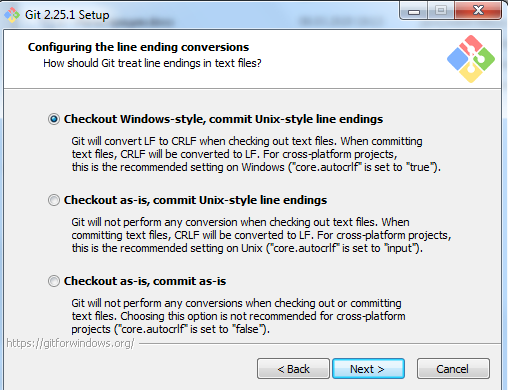 Git 2.25.1 Setup
Configuring the line ending conversions
How should Git treat line endings in text files?
Checkout Windows-style, commit Unix-style line endings
Git will convert LF to CRLF when checking out text files. When committing
text files, CRLF will be converted to LF. For cross-platform projects,
this is the recommended setting on Windows ("core.autocrlf" is set to "true").
Checkout as-is, commit Unix-style line endings
Git will not perform any conversion when checking out text files. When
committing text files, CRLF will be converted to LF. For cross-platform projects,
this is the recommended setting on Unix ("core.autocrlf" is set to "input").
Checkout as-is, commit as-is
Git will not perform any conversions when checking out or committing
text files. Choosing this option is not recommended for cross-platform
projects ("core.autocrlf" is set to "false").
https://gitforwindows.org/
< Back
Next >
Cancel